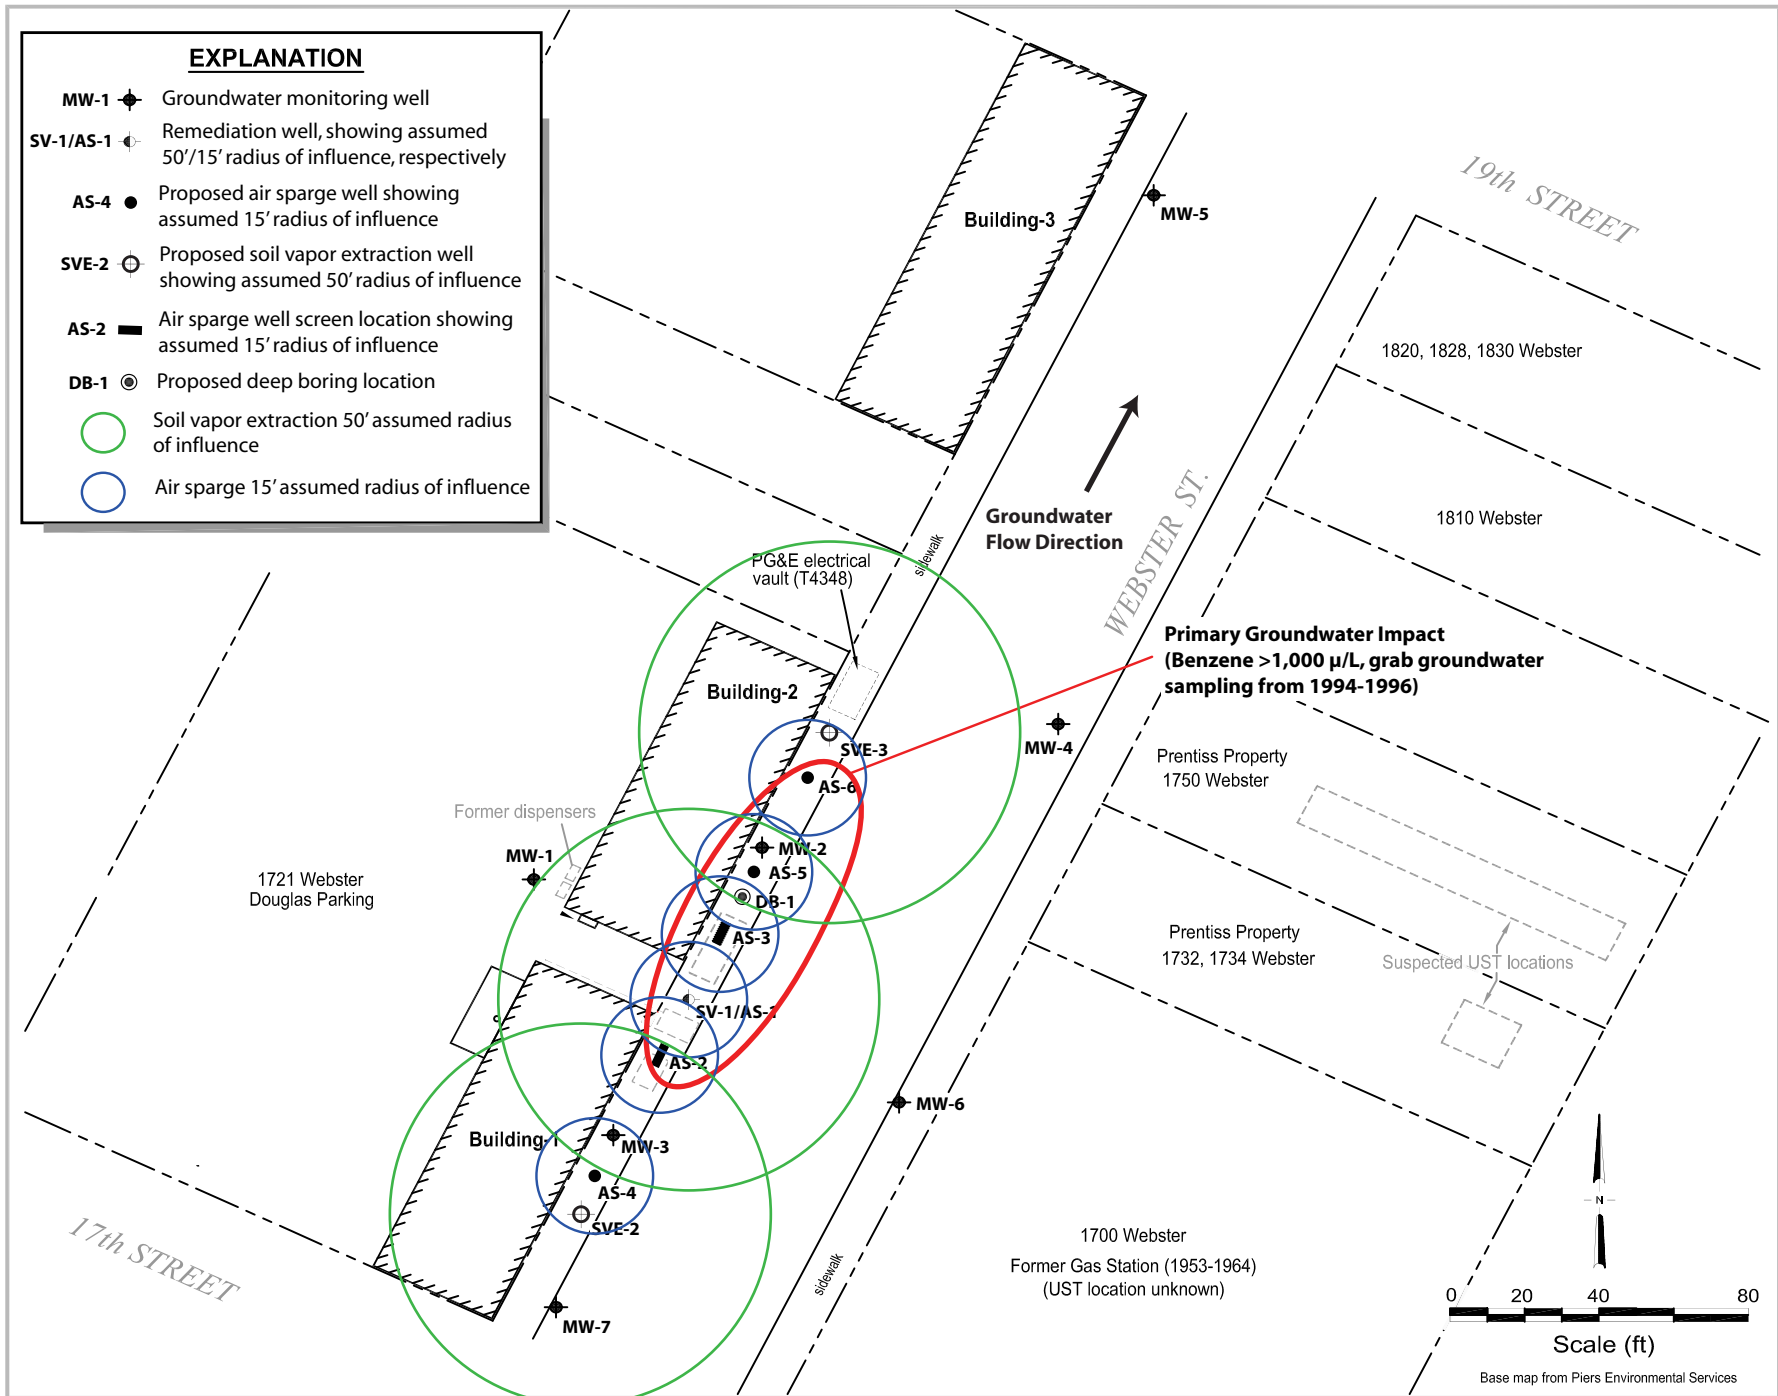 EXPLANATION
MW-1 Groundwater monitoring well
SV-1/AS-1 Remediation well, showing assumed
50'/15' radius of influence, respectively
AS-4 Proposed air sparge well showing
assumed 15' radius of influence
SVE-2 Proposed soil vapor extraction well
showing assumed 50' radius of influence
AS-2 Air sparge well screen location showing
assumed 15' radius of influence
DB-1 Proposed deep boring location
Soil vapor extraction 50' assumed radius
of influence
Air sparge 15' assumed radius of influence
19th STREET
MW-5
Building-3
1820, 1828, 1830 Webster
1810 Webster
Groundwater
Flow Direction
WEBSTER ST.
sidewalk
PG&E electrical
vault (T4348)
Primary Groundwater Impact
(Benzene >1,000 µ/L, grab groundwater
sampling from 1994-1996)
Building-2
MW-4
SVE-3
Prentiss Property
1750 Webster
AS-6
Former dispensers
MW-1
MW-2
AS-5
1721 Webster
Douglas Parking
DB-1
AS-3
Prentiss Property
1732, 1734 Webster
Suspected UST locations
SV-1/AS-1
AS-2
MW-6
Building-1
MW-3
AS-4
SVE-2
N
17th STREET
1700 Webster
Former Gas Station (1953-1964)
(UST location unknown)
sidewalk
MW-7
0 20 40 80
Scale (ft)
Base map from Piers Environmental Services